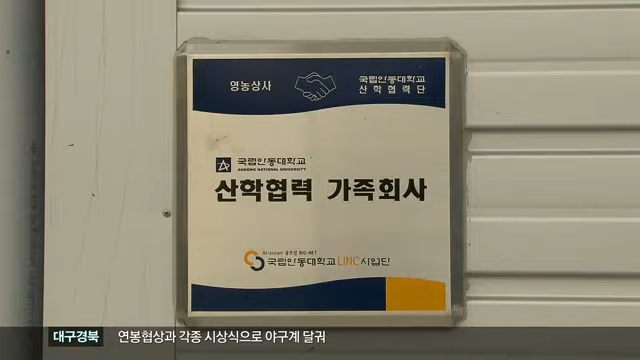 영농상사
국립안동대학교
산학협력단
국립안동대학교
ANDONG NATIONAL UNIVERSITY
산학협력 가족회사
BIG-NET
국립안동대학교 LINC 사업단
대구경북 연봉협상과 각종 시상식으로 야구계 달궈